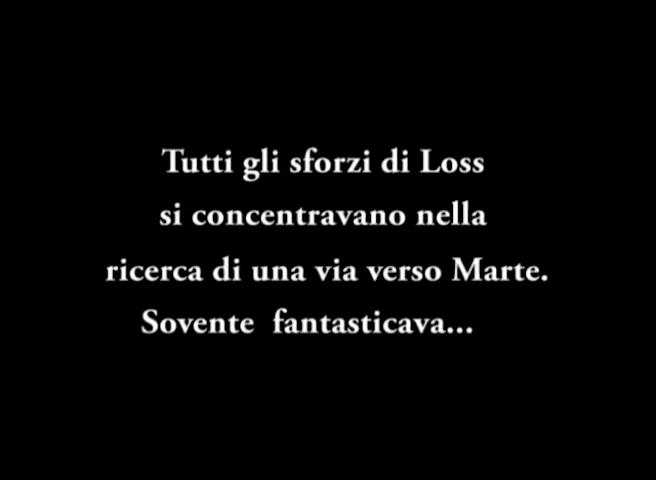 Tutti gli sforzi di Loss
si concentravano nella
ricerca di una via verso Marte.
Sovente fantasticava...